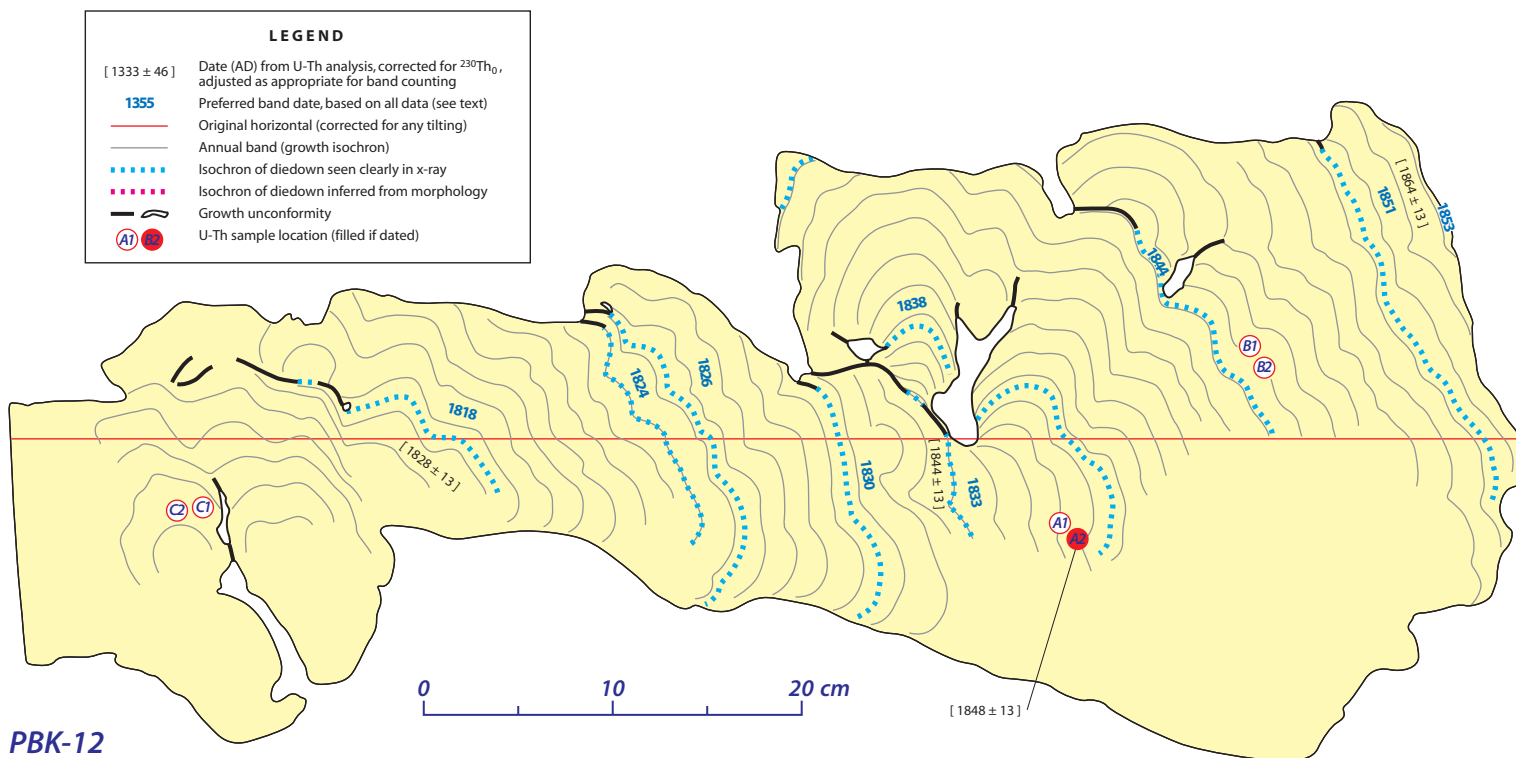 LEGEND
[ 1333 ± 46 ] Date (AD) from U-Th analysis, corrected for ²³⁰Th₀,
adjusted as appropriate for band counting
1355 Preferred band date, based on all data (see text)
Original horizontal (corrected for any tilting)
Annual band (growth isochron)
Isochron of diedown seen clearly in x-ray
Isochron of diedown inferred from morphology
Growth unconformity
A1 B2 U-Th sample location (filled if dated)
1818
[ 1828 ± 13 ]
1824
1826
1830
1838
[ 1844 ± 13 ]
1833
1844
1851
[ 1864 ± 13 ]
1853
B1
B2
C2 C1
A1
A2
[ 1848 ± 13 ]
0 10 20 cm
PBK-12